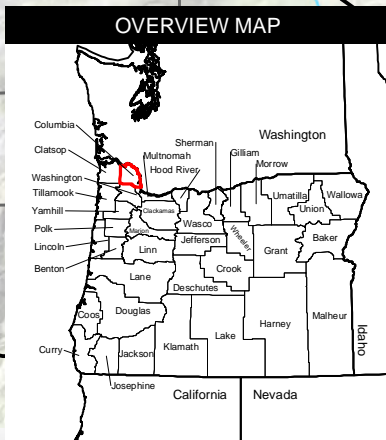 OVERVIEW MAP
Columbia
Clatsop
Washington
Tillamook
Yamhill
Polk
Lincoln
Benton
Multnomah
Hood River
Sherman
Gilliam
Morrow
Washington
Umatilla
Wallowa
Union
Clackamas
Marion
Wasco
Wheeler
Baker
Linn
Jefferson
Grant
Crook
Lane
Deschutes
Coos
Douglas
Malheur
Harney
Lake
Idaho
Curry
Jackson
Klamath
Josephine
California
Nevada